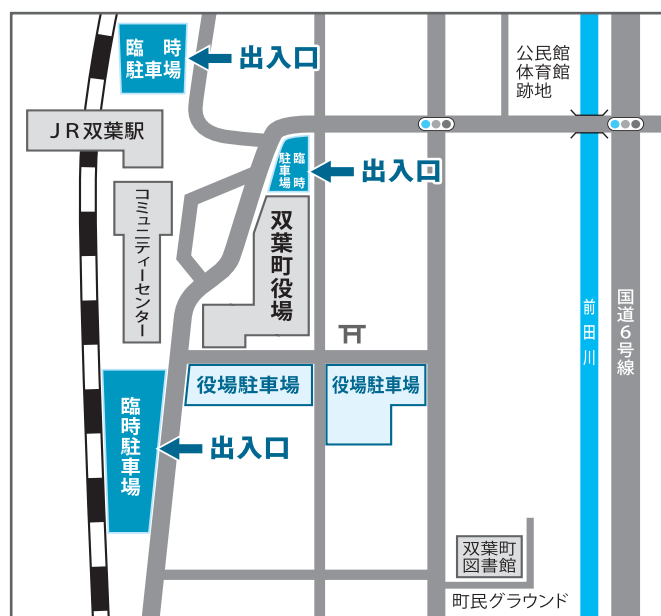 臨　時
駐車場
出入口
公民館
体育館
跡地
ＪＲ双葉駅
臨時
駐車場
出入口
コミュニティーセンター
双葉町役場
前田川
国道６号線
役場駐車場
役場駐車場
臨時駐車場
出入口
双葉町
図書館
町民グラウンド